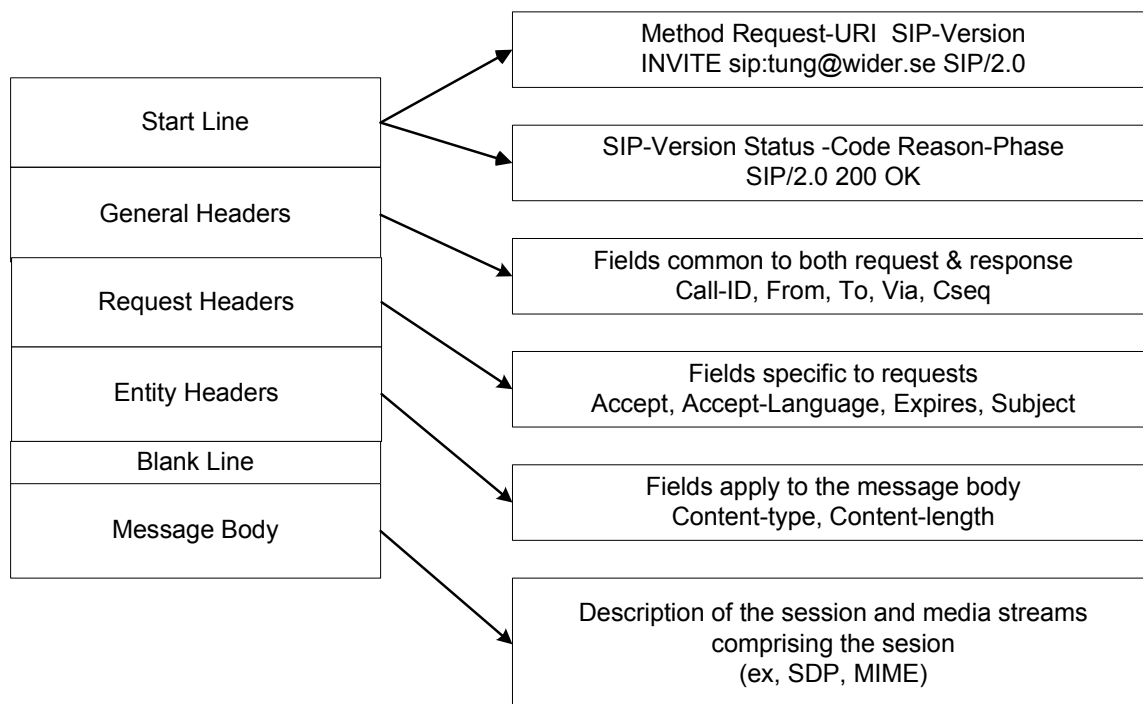 Start Line
General Headers
Request Headers
Entity Headers
Blank Line
Message Body
Method Request-URI  SIP-Version
INVITE sip:tung@wider.se SIP/2.0
SIP-Version Status -Code Reason-Phase
SIP/2.0 200 OK
Fields common to both request & response
Call-ID, From, To, Via, Cseq
Fields specific to requests
Accept, Accept-Language, Expires, Subject
Fields apply to the message body
Content-type, Content-length
Description of the session and media streams
comprising the sesion
(ex, SDP, MIME)